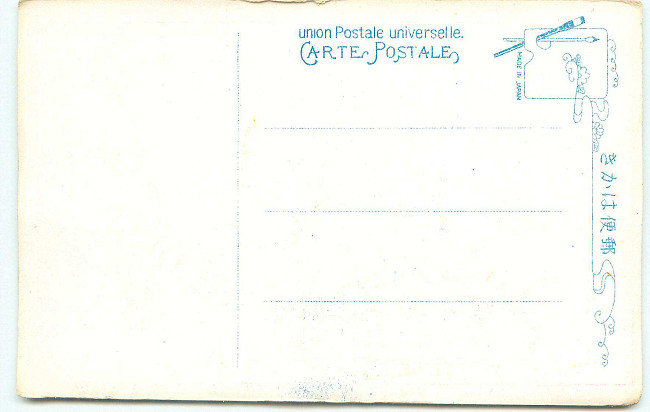 union Postale universelle.
CARTE POSTALE
MADE IN JAPAN
郵便はかき